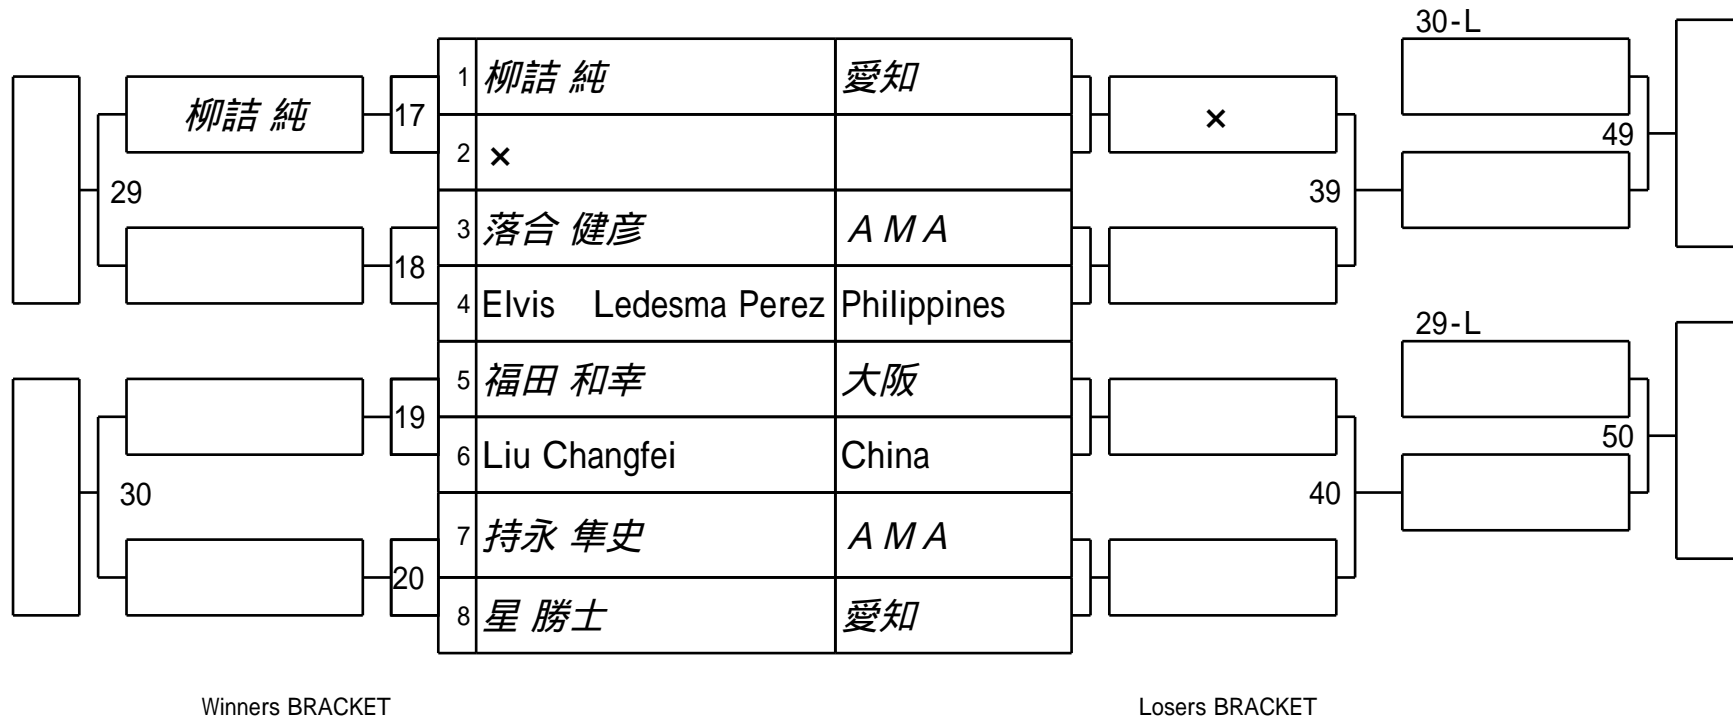 30-L
1 柳詰 純 愛知
柳詰 純 17 × 49
2 ×
29 39
3 落合 健彦 AMA
18
4 Elvis Ledesma Perez Philippines
29-L
5 福田 和幸 大阪
19 50
6 Liu Changfei China
30 40
7 持永 隼史 AMA
20
8 星 勝士 愛知
Winners BRACKET Losers BRACKET